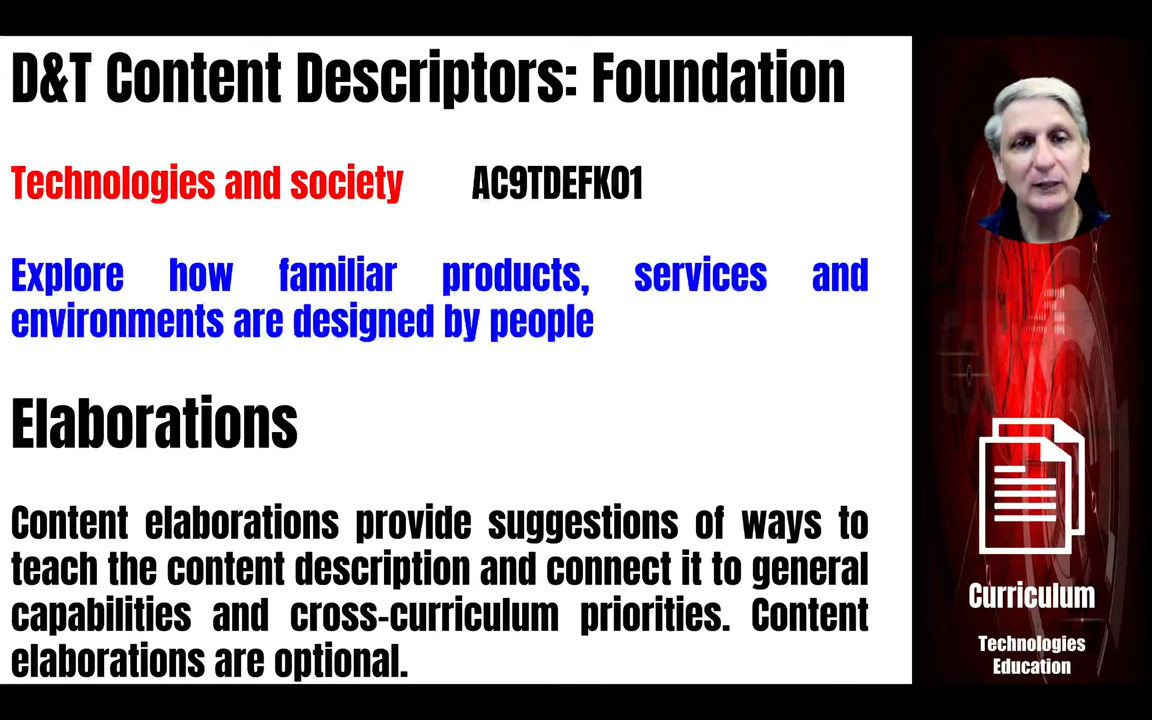 D&T Content Descriptors: Foundation
Technologies and society AC9TDEFK01
Explore how familiar products, services and
environments are designed by people
Elaborations
Content elaborations provide suggestions of ways to
teach the content description and connect it to general
capabilities and cross-curriculum priorities. Content
elaborations are optional.
Curriculum
Technologies
Education